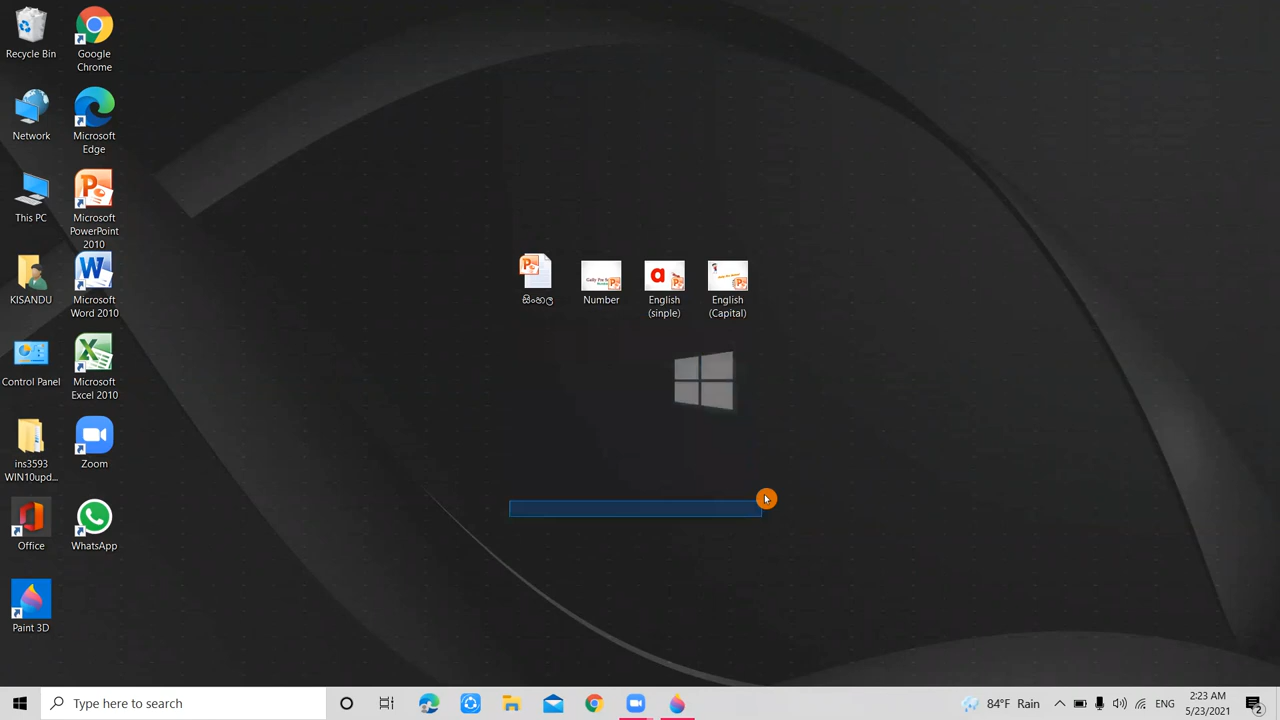 Recycle Bin
Google
Chrome
Network
Microsoft
Edge
This PC
Microsoft
PowerPoint
2010
KISANDU
Microsoft
Word 2010
Control Panel
Microsoft
Excel 2010
ins3593
WIN10upd...
Zoom
Office
WhatsApp
Paint 3D
සිංහල
Number
a
English
(sinple)
English
(Capital)
Type here to search
84°F Rain
ENG
2:23 AM
5/23/2021
2